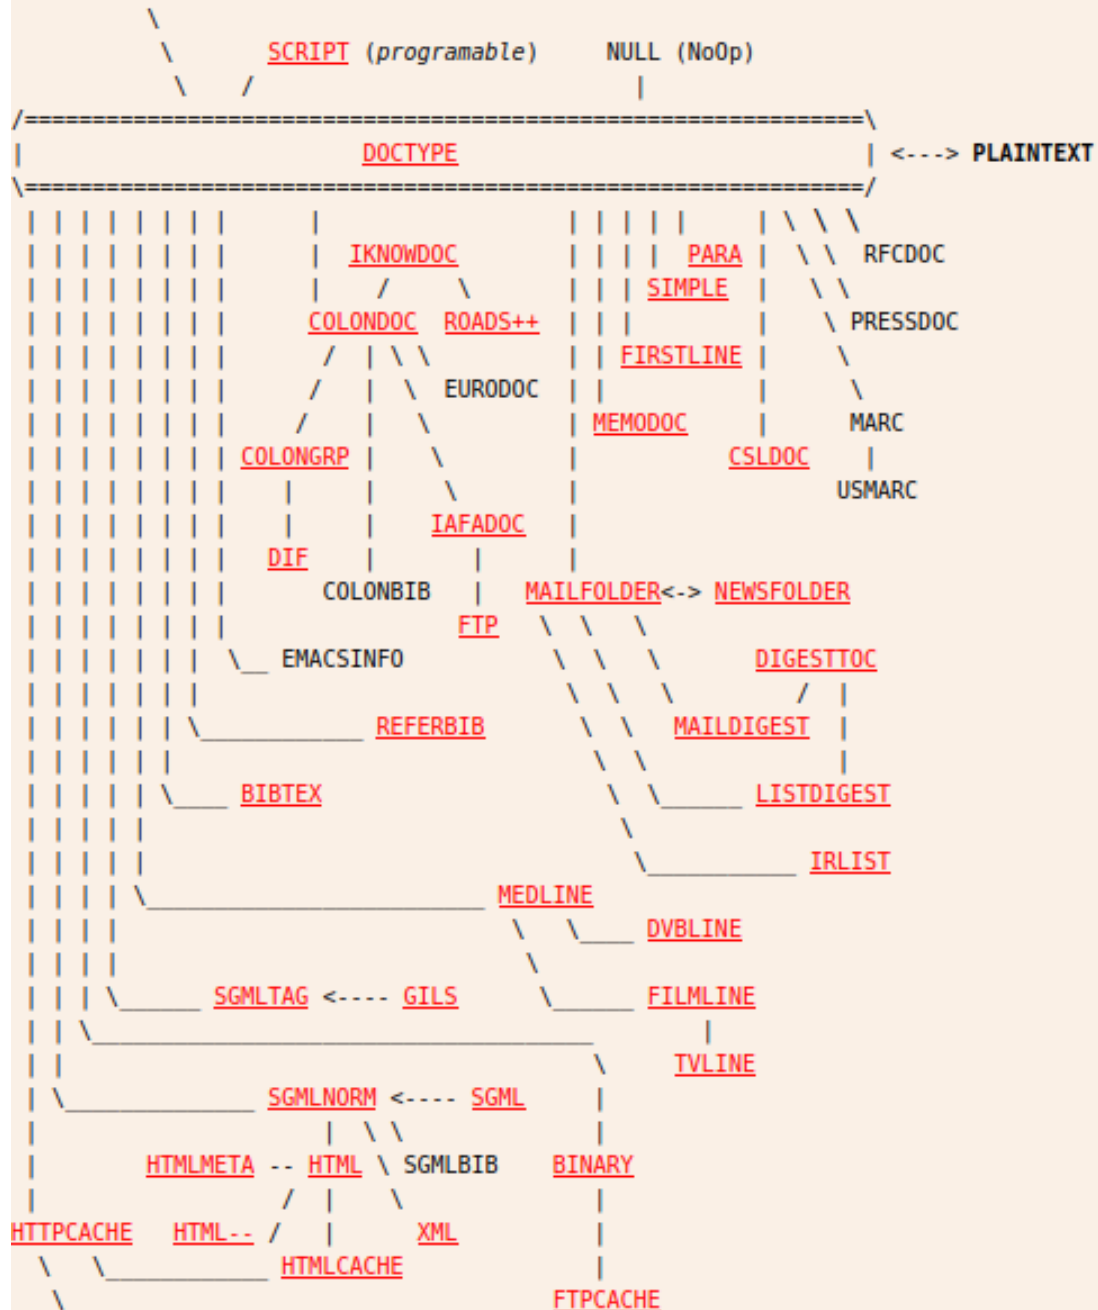 SCRIPT (programable) NULL (NoOp)
DOCTYPE <---> PLAINTEXT
IKNOWDOC PARA RFCDOC
SIMPLE
COLONDOC ROADS++ PRESSDOC
FIRSTLINE
EURODOC
MEMODOC MARC
COLONGRP CSLDOC
USMARC
IAFADOC
DIF
COLONBIB MAILFOLDER<-> NEWSFOLDER
FTP
EMACSINFO DIGESTTOC
REFERBIB MAILDIGEST
BIBTEX LISTDIGEST
IRLIST
MEDLINE
DVBLINE
SGMLTAG <---- GILS FILMLINE
TVLINE
SGMLNORM <---- SGML
HTMLMETA -- HTML SGMLBIB BINARY
HTTPCACHE HTML-- XML
HTMLCACHE
FTPCACHE